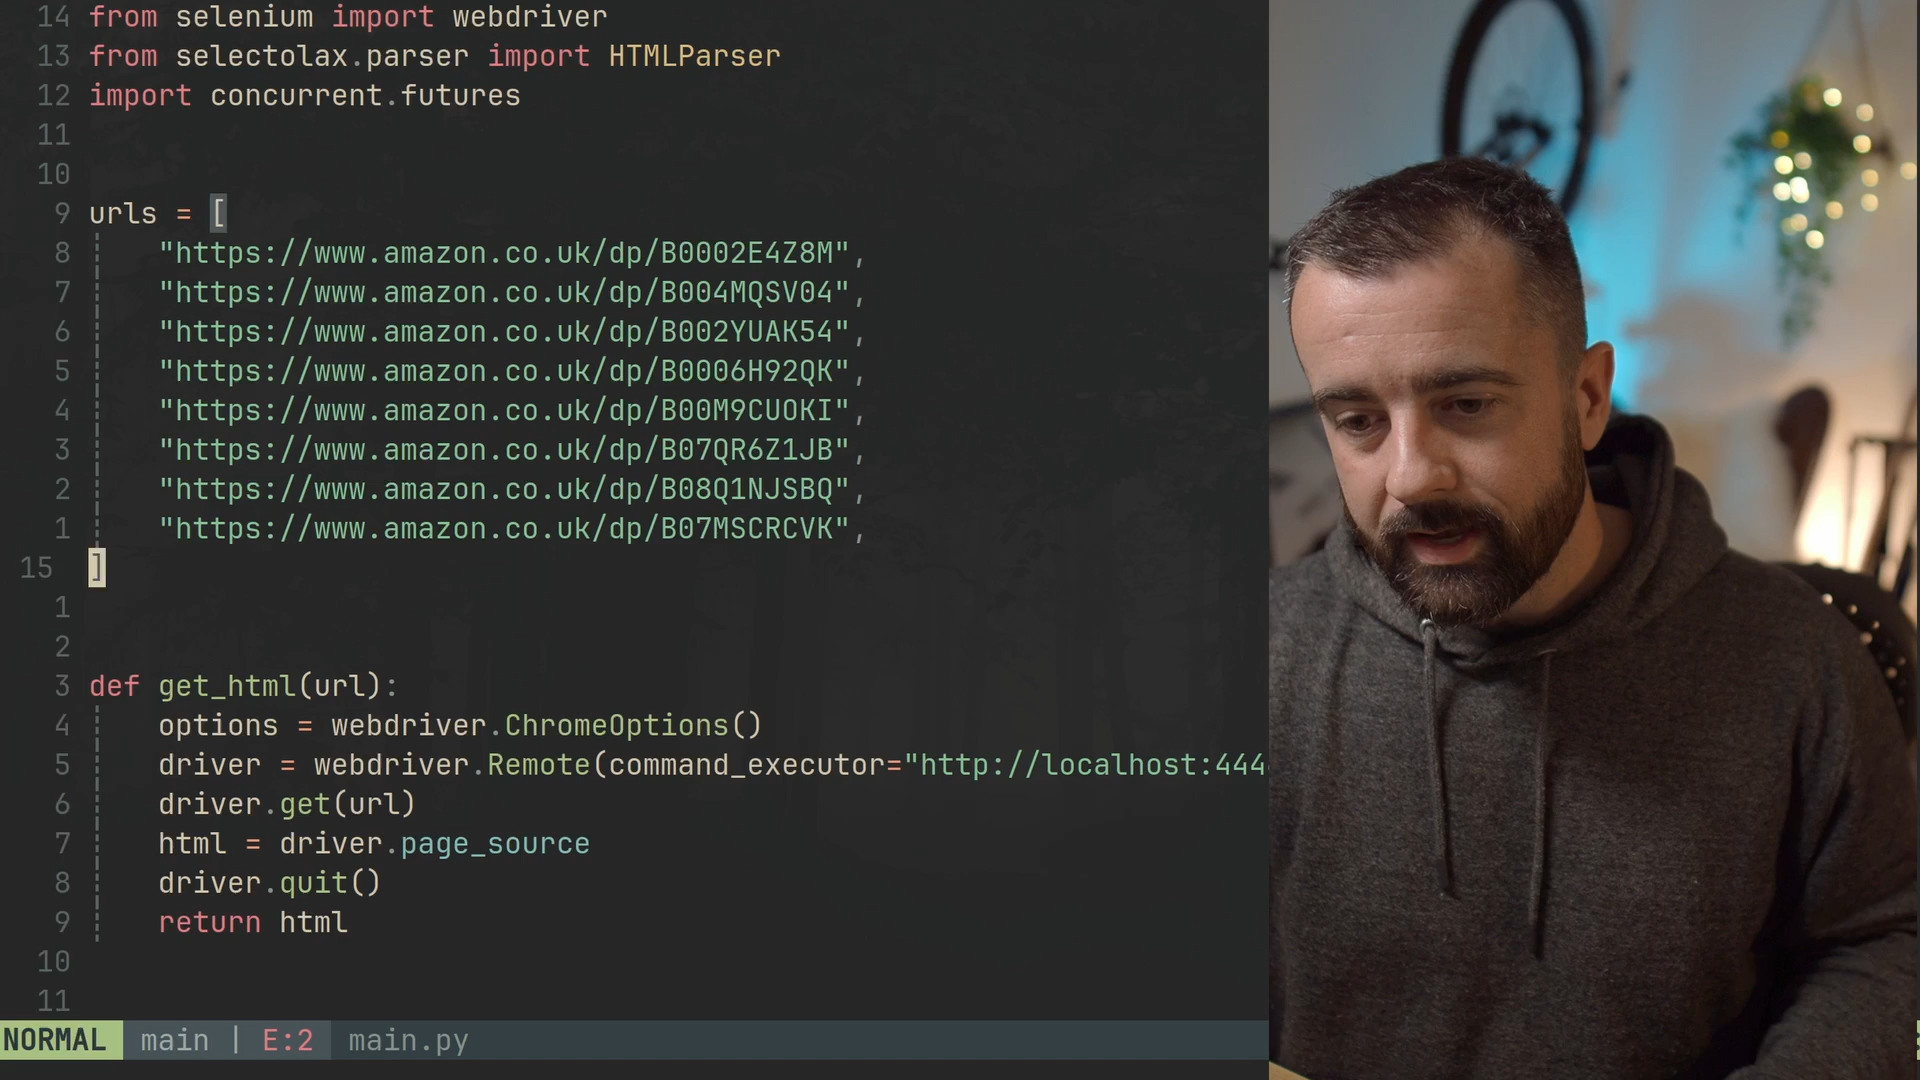 14 from selenium import webdriver
13 from selectolax.parser import HTMLParser
12 import concurrent.futures
11
10
9 urls = [
8 "https://www.amazon.co.uk/dp/B0002E4Z8M",
7 "https://www.amazon.co.uk/dp/B004MQSV04",
6 "https://www.amazon.co.uk/dp/B002YUAK54",
5 "https://www.amazon.co.uk/dp/B0006H92QK",
4 "https://www.amazon.co.uk/dp/B00M9CUOKI",
3 "https://www.amazon.co.uk/dp/B07QR6Z1JB",
2 "https://www.amazon.co.uk/dp/B08Q1NJSBQ",
1 "https://www.amazon.co.uk/dp/B07MSCRCVK",
15 ]
1
2
3 def get_html(url):
4 options = webdriver.ChromeOptions()
5 driver = webdriver.Remote(command_executor="http://localhost:444
6 driver.get(url)
7 html = driver.page_source
8 driver.quit()
9 return html
10
11
NORMAL main | E:2 main.py